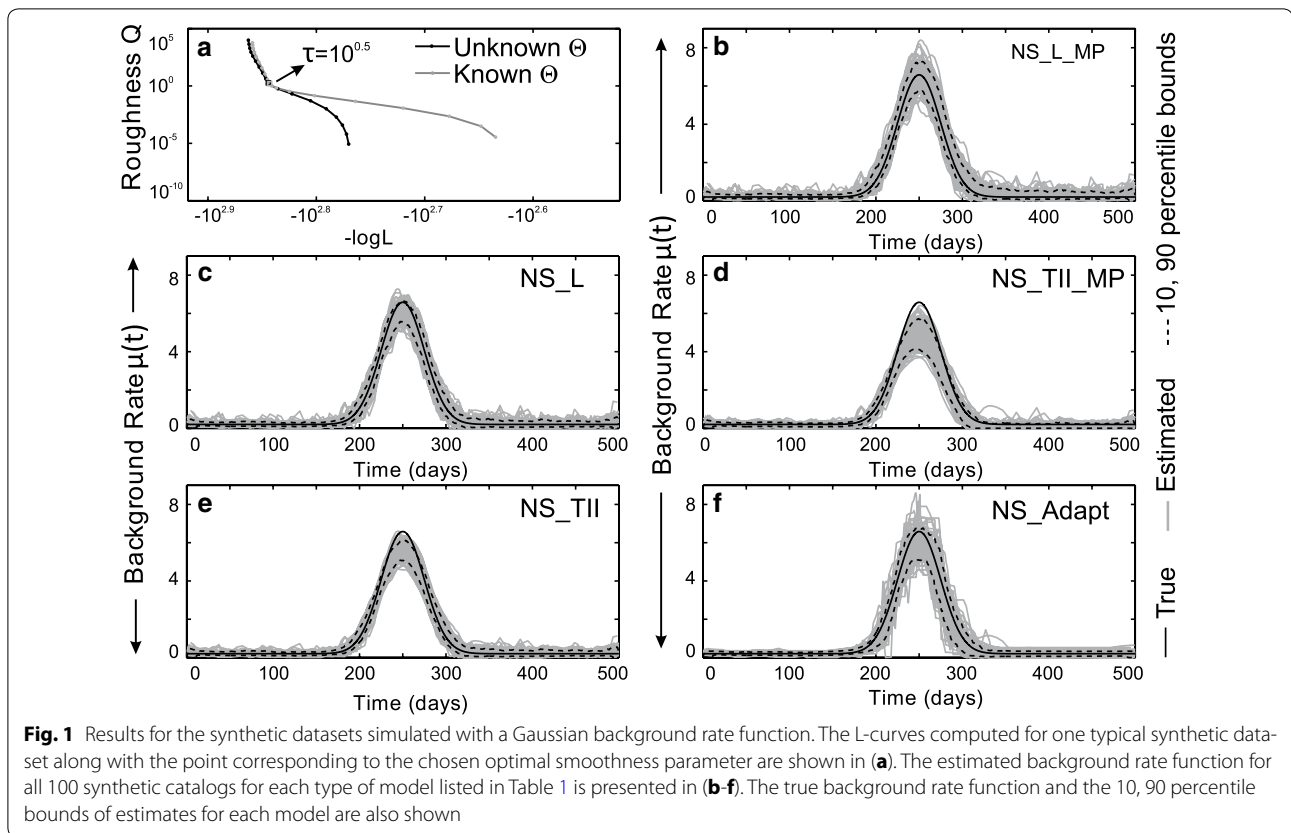 a
τ=10^0.5
Unknown Θ
Known Θ
Roughness Q
10^5
10^0
10^-5
10^-10
-10^2.9 -10^2.8 -10^2.7 -10^2.6
-logL
b
NS_L_MP
8
4
0
0 100 200 300 400 500
Time (days)
c
NS_L
8
4
0
0 100 200 300 400 500
Time (days)
d
NS_TII_MP
8
4
0
0 100 200 300 400 500
Time (days)
e
NS_TII
8
4
0
0 100 200 300 400 500
Time (days)
f
NS_Adapt
8
4
0
0 100 200 300 400 500
Time (days)
Background Rate μ(t)
Background Rate μ(t)
True Estimated 10, 90 percentile bounds
Fig. 1 Results for the synthetic datasets simulated with a Gaussian background rate function. The L-curves computed for one typical synthetic data-
set along with the point corresponding to the chosen optimal smoothness parameter are shown in (a). The estimated background rate function for
all 100 synthetic catalogs for each type of model listed in Table 1 is presented in (b-f). The true background rate function and the 10, 90 percentile
bounds of estimates for each model are also shown